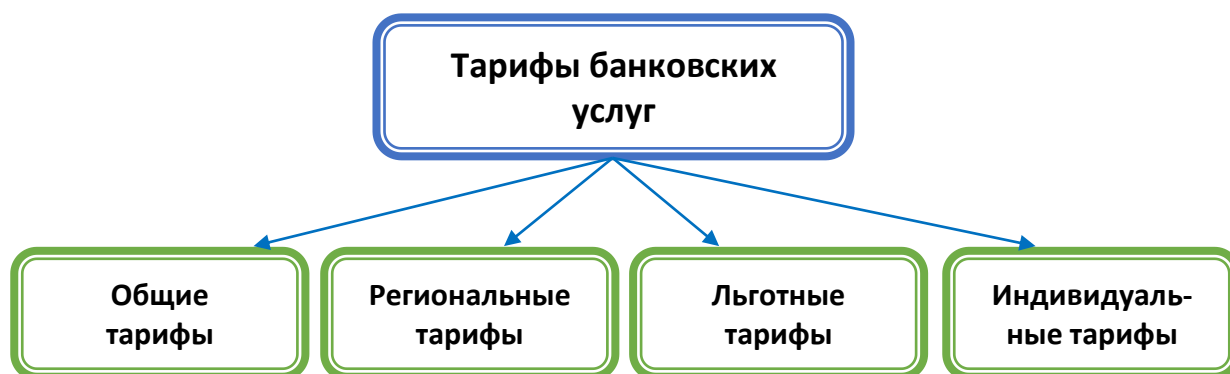 Тарифы банковских
услуг
Общие
тарифы
Региональные
тарифы
Льготные
тарифы
Индивидуаль-
ные тарифы